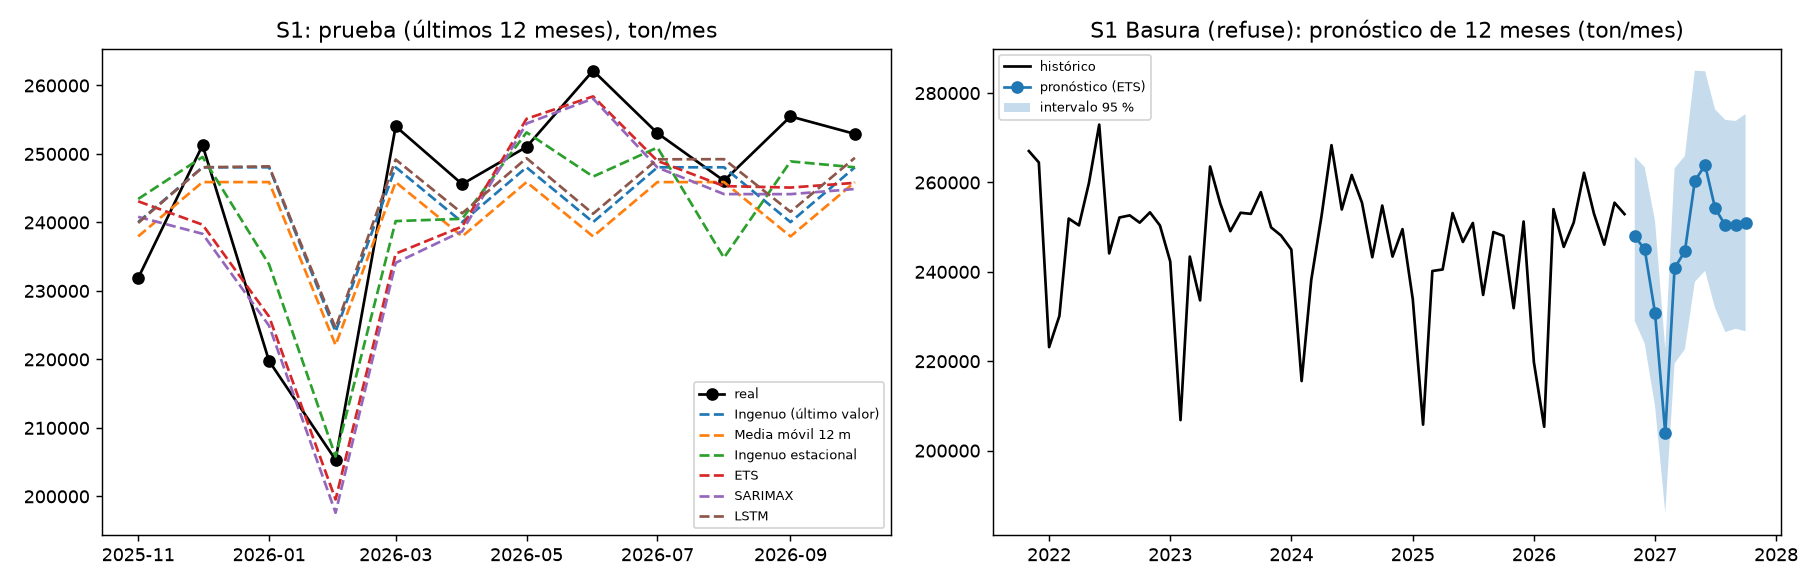 S1: prueba (últimos 12 meses), ton/mes
260000
250000
240000
230000
220000
210000
200000
2025-11
2026-01
2026-03
2026-05
2026-07
2026-09
real
Ingenuo (último valor)
Media móvil 12 m
Ingenuo estacional
ETS
SARIMAX
LSTM
S1 Basura (refuse): pronóstico de 12 meses (ton/mes)
histórico
pronóstico (ETS)
intervalo 95 %
280000
260000
240000
220000
200000
2022
2023
2024
2025
2026
2027
2028